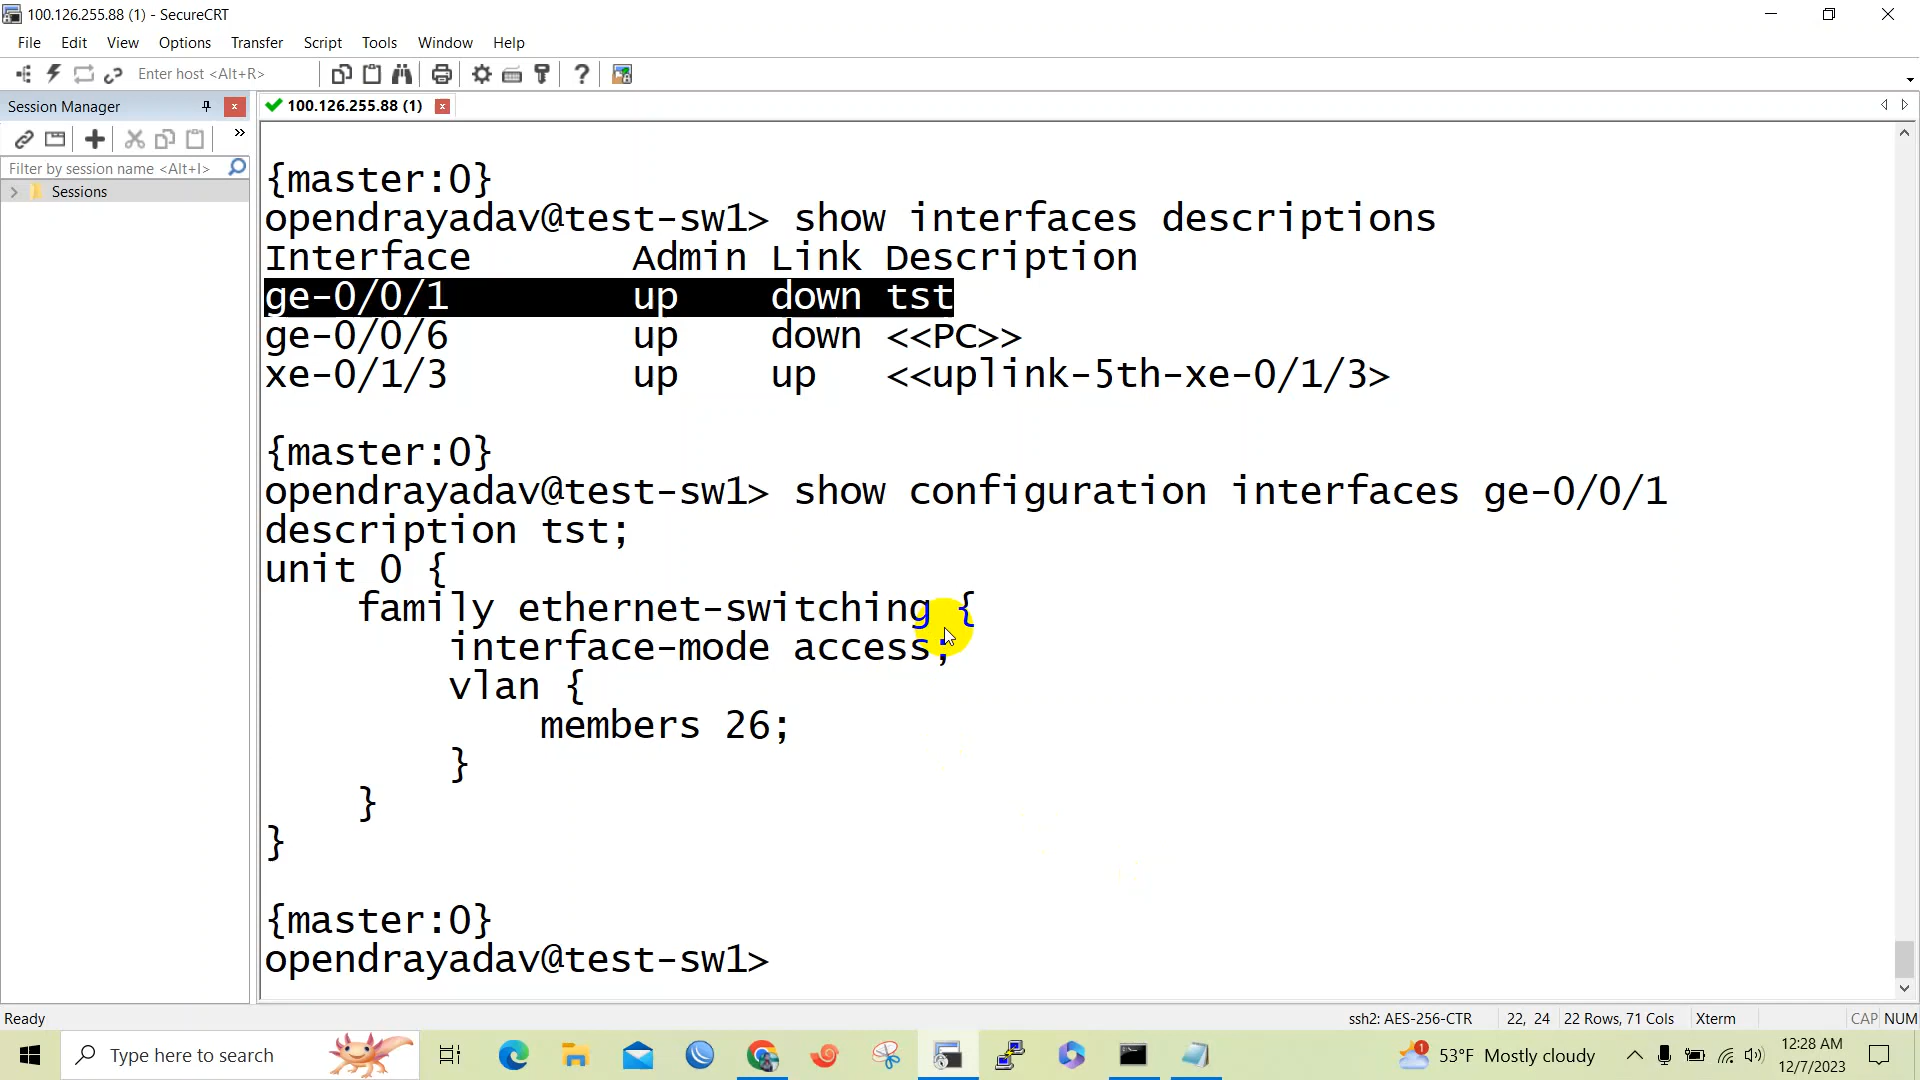 100.126.255.88 (1) - SecureCRT
File Edit View Options Transfer Script Tools Window Help
Enter host <Alt+R>
Session Manager
100.126.255.88 (1)
Filter by session name <Alt+I>
Sessions
{master:0}
opendrayadav@test-sw1> show interfaces descriptions
Interface Admin Link Description
ge-0/0/1 up down tst
ge-0/0/6 up down <<PC>>
xe-0/1/3 up up <<uplink-5th-xe-0/1/3>
{master:0}
opendrayadav@test-sw1> show configuration interfaces ge-0/0/1
description tst;
unit 0 {
family ethernet-switching {
interface-mode access;
vlan {
members 26;
}
}
}
{master:0}
opendrayadav@test-sw1>
Ready
ssh2: AES-256-CTR 22, 24 22 Rows, 71 Cols Xterm CAP NUM
Type here to search
1
53°F Mostly cloudy
12:28 AM
12/7/2023